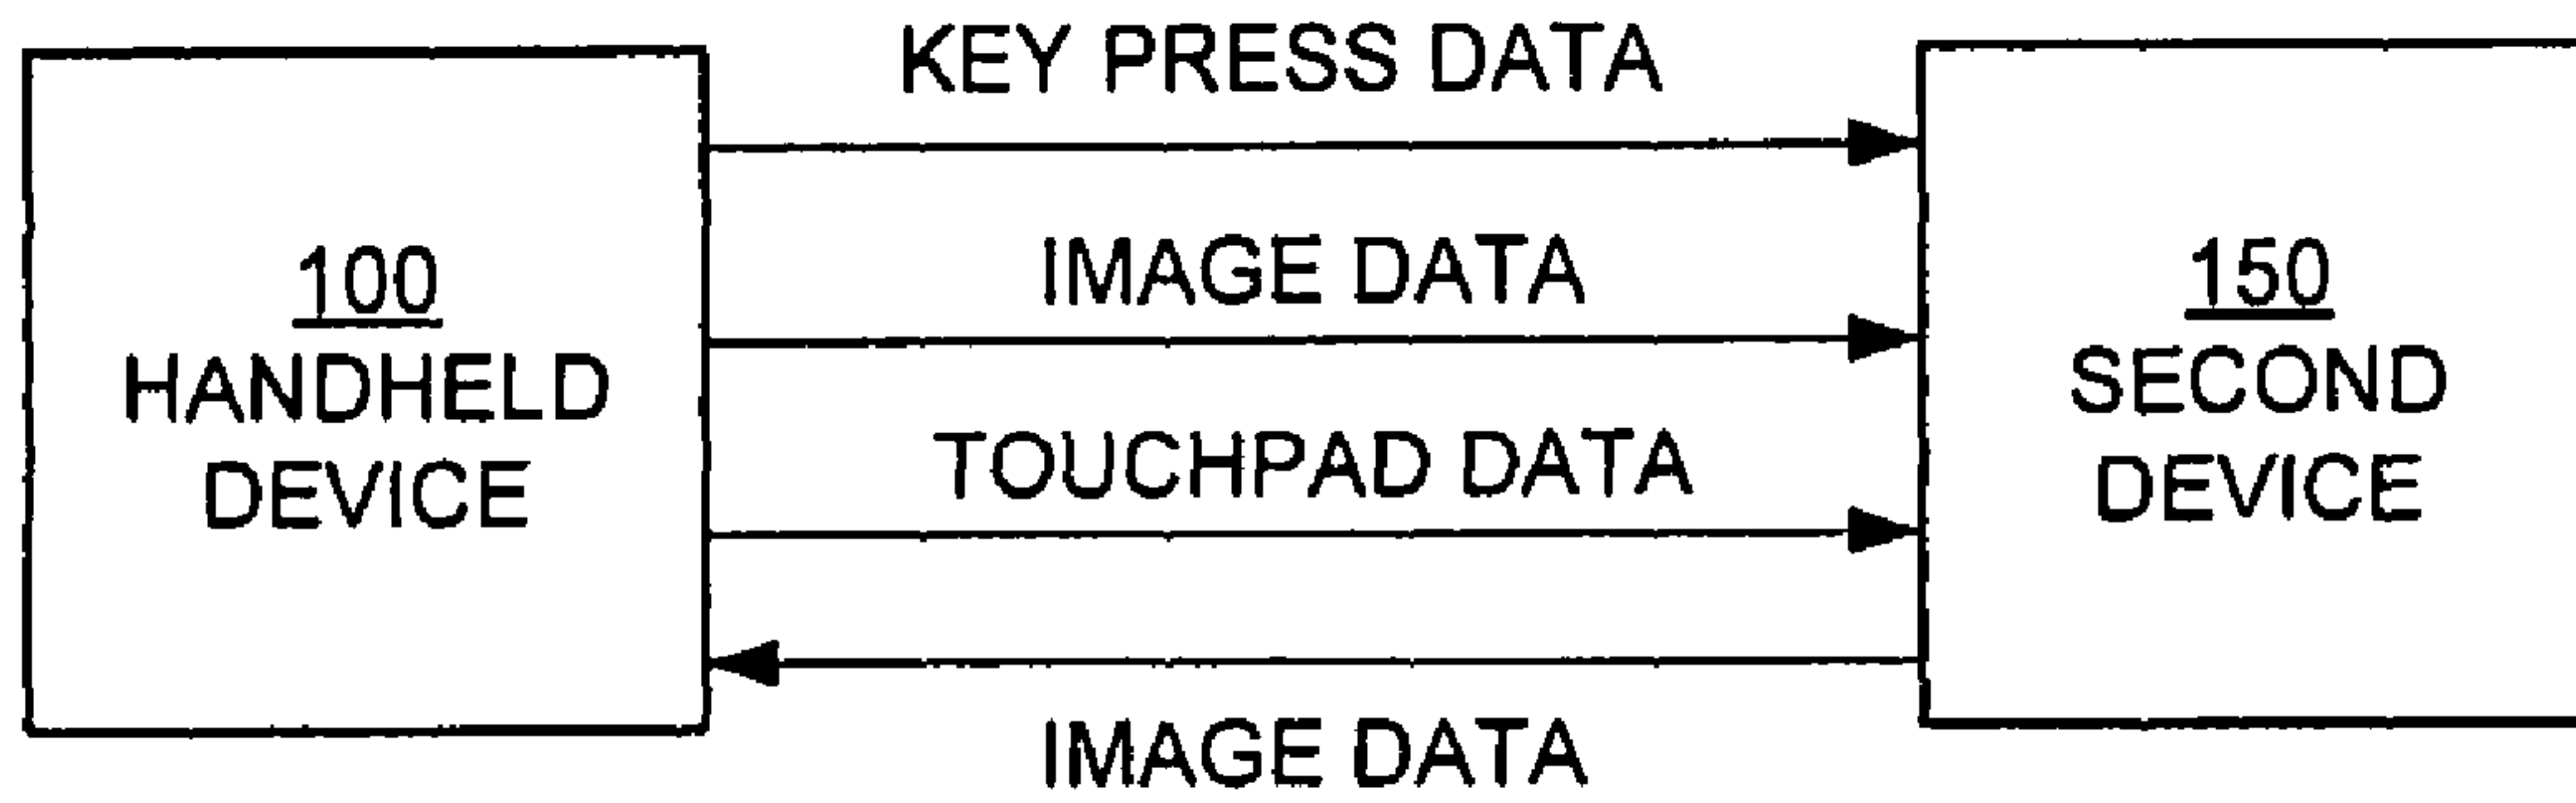 KEY PRESS DATA
IMAGE DATA
TOUCHPAD DATA
IMAGE DATA
100
HANDHELD
DEVICE
150
SECOND
DEVICE